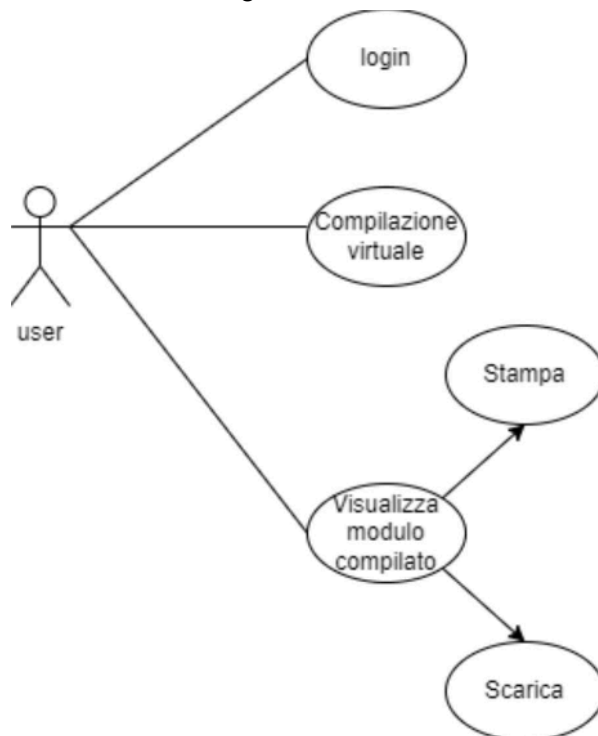 login
Compilazione
virtuale
user
Stampa
Visualizza
modulo
compilato
Scarica